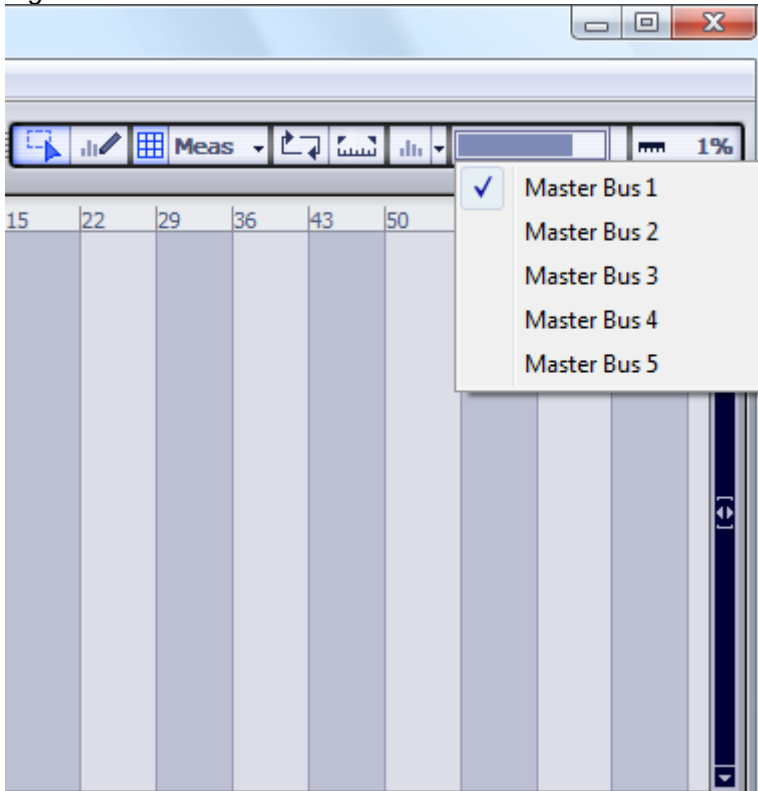 Meas 1%
Master Bus 1
Master Bus 2
Master Bus 3
Master Bus 4
Master Bus 5
15 22 29 36 43 50